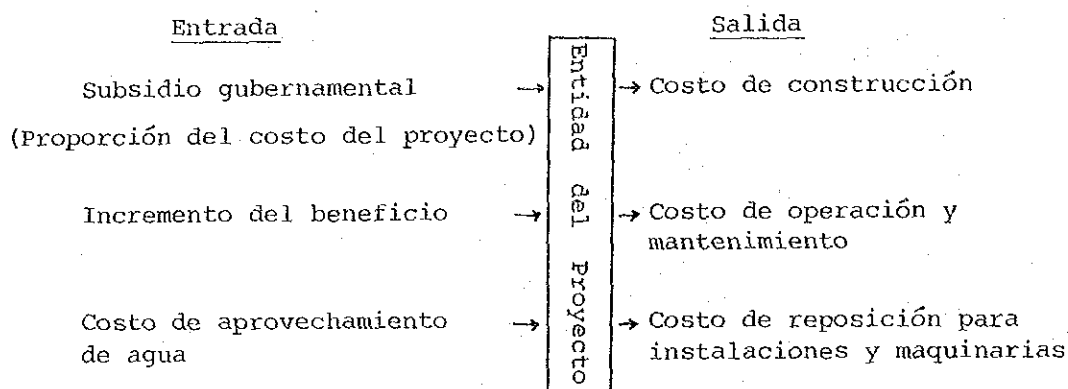 Entrada
Salida
Subsidio gubernamental
(Proporción del costo del proyecto)
Incremento del beneficio
Costo de aprovechamiento
de agua
Entidad del Proyecto
Costo de construcción
Costo de operación y
mantenimiento
Costo de reposición para
instalaciones y maquinarias